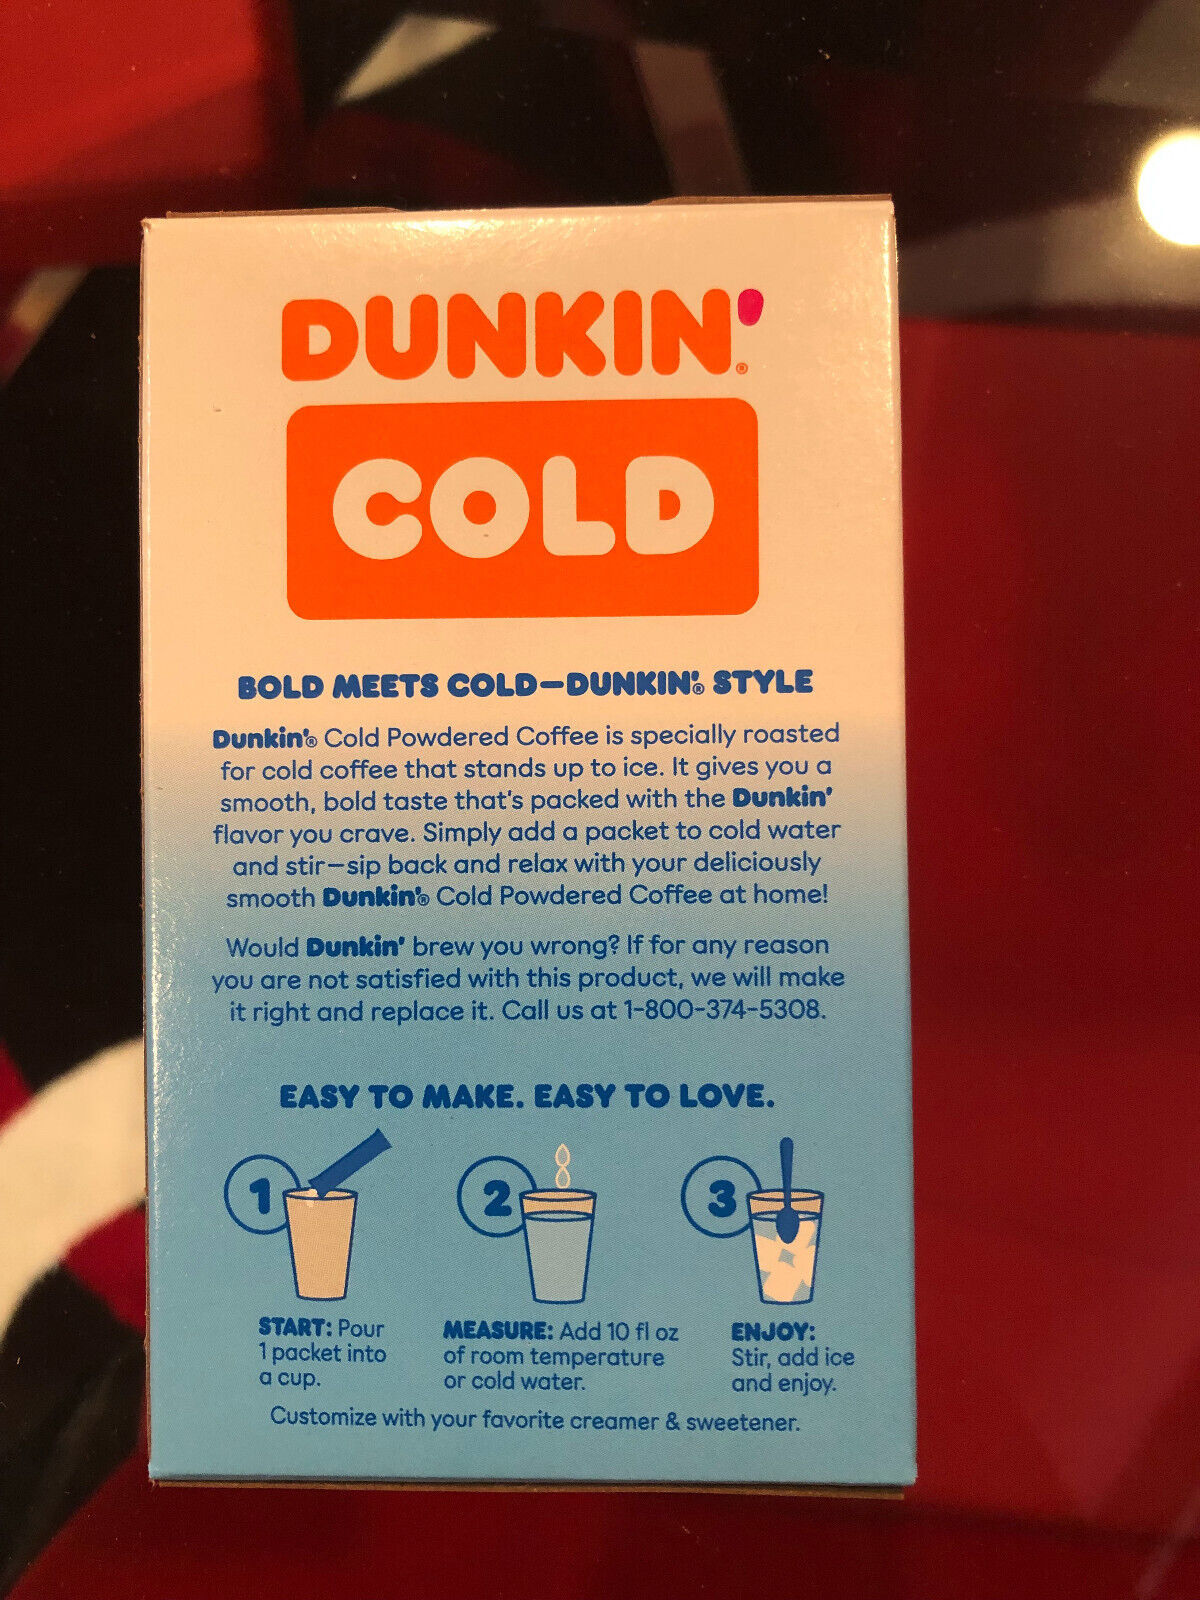 DUNKIN'®
COLD
BOLD MEETS COLD—DUNKIN'® STYLE
Dunkin'® Cold Powdered Coffee is specially roasted
for cold coffee that stands up to ice. It gives you a
smooth, bold taste that's packed with the Dunkin'
flavor you crave. Simply add a packet to cold water
and stir—sip back and relax with your deliciously
smooth Dunkin'® Cold Powdered Coffee at home!
Would Dunkin' brew you wrong? If for any reason
you are not satisfied with this product, we will make
it right and replace it. Call us at 1-800-374-5308.
EASY TO MAKE. EASY TO LOVE.
1
START: Pour
1 packet into
a cup.
2
MEASURE: Add 10 fl oz
of room temperature
or cold water.
3
ENJOY:
Stir, add ice
and enjoy.
Customize with your favorite creamer & sweetener.